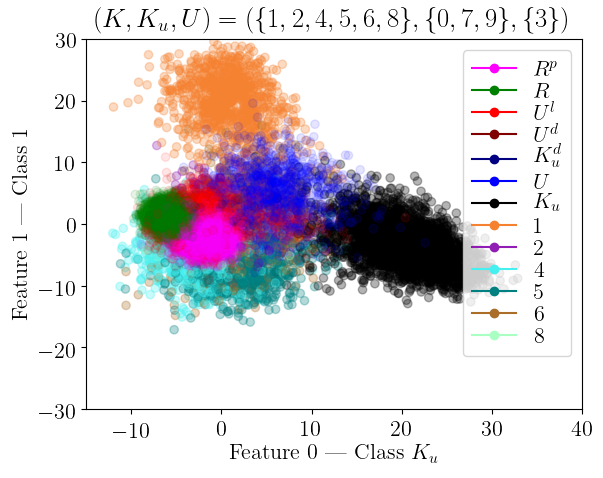 (K, K_u, U) = ({1, 2, 4, 5, 6, 8}, {0, 7, 9}, {3})
30
20
10
0
−10
−20
−30
Feature 1 — Class 1
R^p
R
U^l
U^d
K_u^d
U
K_u
1
2
4
5
6
8
−10
0
10
20
30
40
Feature 0 — Class K_u